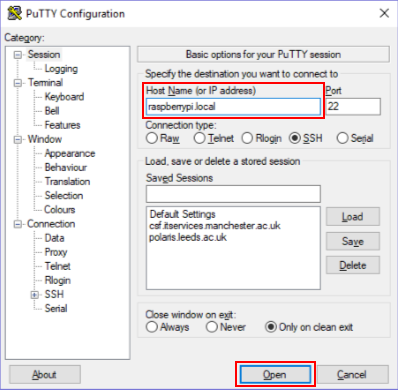 PuTTY Configuration
Category:
Session
Logging
Terminal
Keyboard
Bell
Features
Window
Appearance
Behaviour
Translation
Selection
Colours
Connection
Data
Proxy
Telnet
Rlogin
SSH
Serial
Basic options for your PuTTY session
Specify the destination you want to connect to
Host Name (or IP address) Port
raspberrypi.local 22
Connection type:
Raw Telnet Rlogin SSH Serial
Load, save or delete a stored session
Saved Sessions
Default Settings
csf.itservices.manchester.ac.uk
polaris.leeds.ac.uk
Load
Save
Delete
Close window on exit:
Always Never Only on clean exit
About Open Cancel